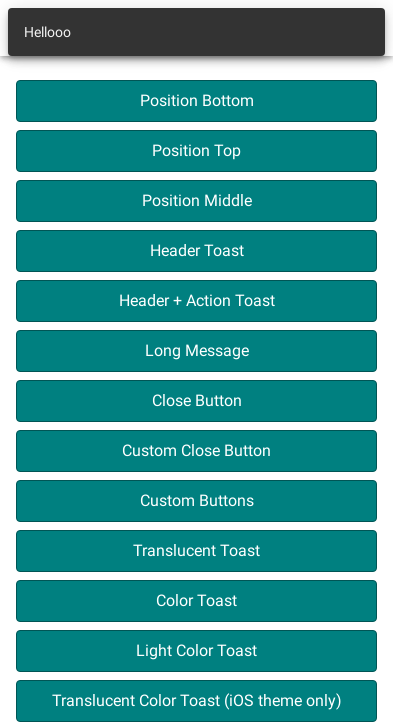 Hellooo
Position Bottom
Position Top
Position Middle
Header Toast
Header + Action Toast
Long Message
Close Button
Custom Close Button
Custom Buttons
Translucent Toast
Color Toast
Light Color Toast
Translucent Color Toast (iOS theme only)